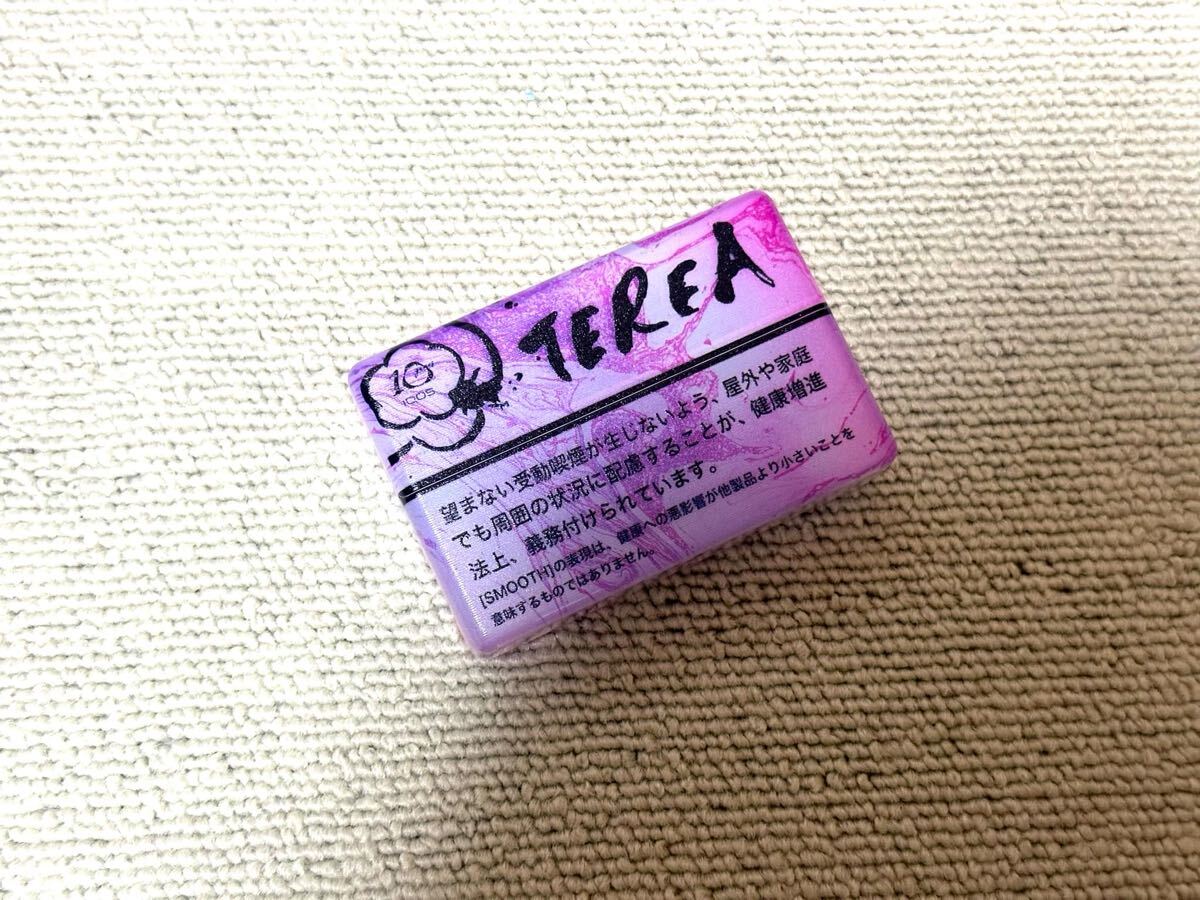 TEREA
10
IQOS
望まない受動喫煙が生じないよう、屋外や家庭
でも周囲の状況に配慮することが、健康増進
法上、義務付けられています。
[SMOOTH]の表現は、健康への悪影響が他製品より小さいことを
意味するものではありません。